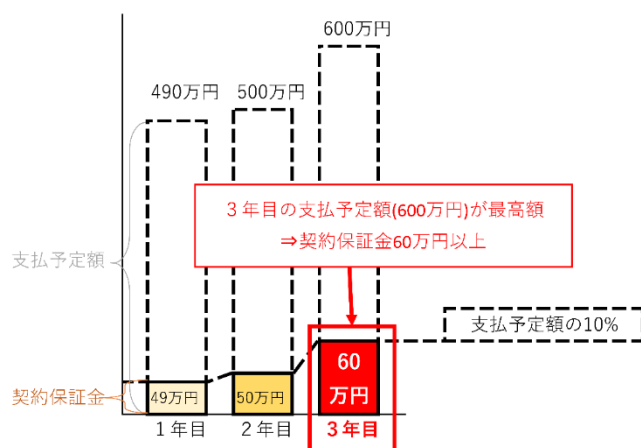 600万円
490万円
500万円
３年目の支払予定額(600万円)が最高額
⇒契約保証金60万円以上
支払予定額
支払予定額の10%
契約保証金
49万円
50万円
60
万円
１年目
２年目
３年目